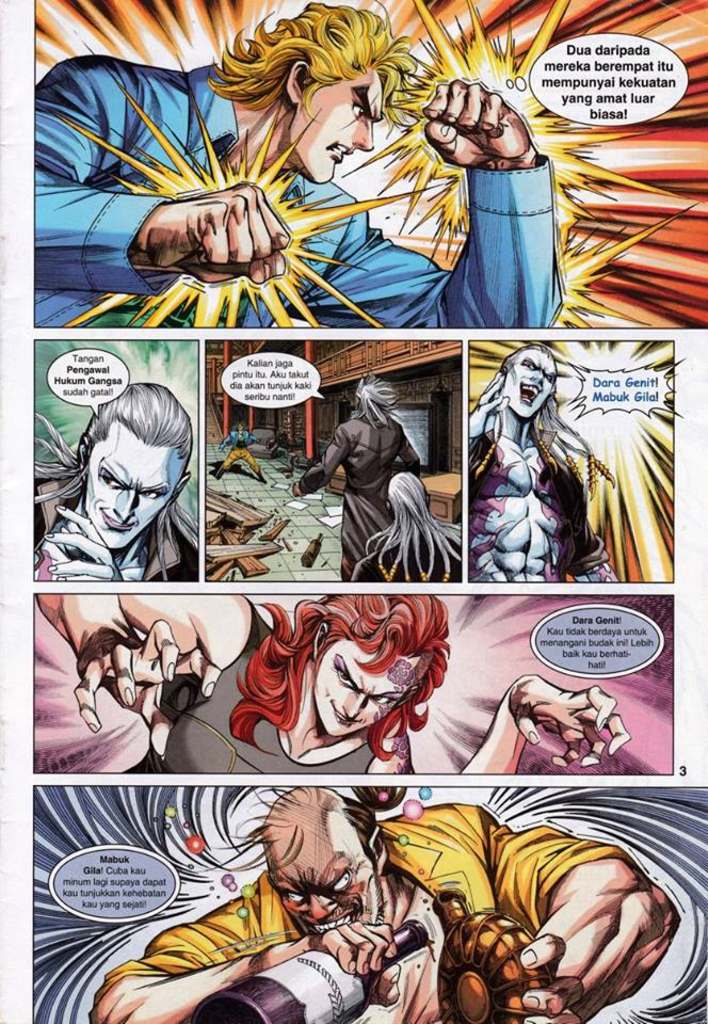 Dua daripada
mereka berempat itu
mempunyai kekuatan
yang amat luar
biasa!
Tangan
Pengawal
Hukum Gangsa
sudah gatal!
Kalian jaga
pintu itu. Aku takut
dia akan tunjuk kaki
seribu nanti!
Dara Genit!
Mabuk Gila!
Dara Genit!
Kau tidak berdaya untuk
menangani budak ini! Lebih
baik kau berhati-
hati!
3
Mabuk
Gila! Cuba kau
minum lagi supaya dapat
kau tunjukkan kehebatan
kau yang sejati!